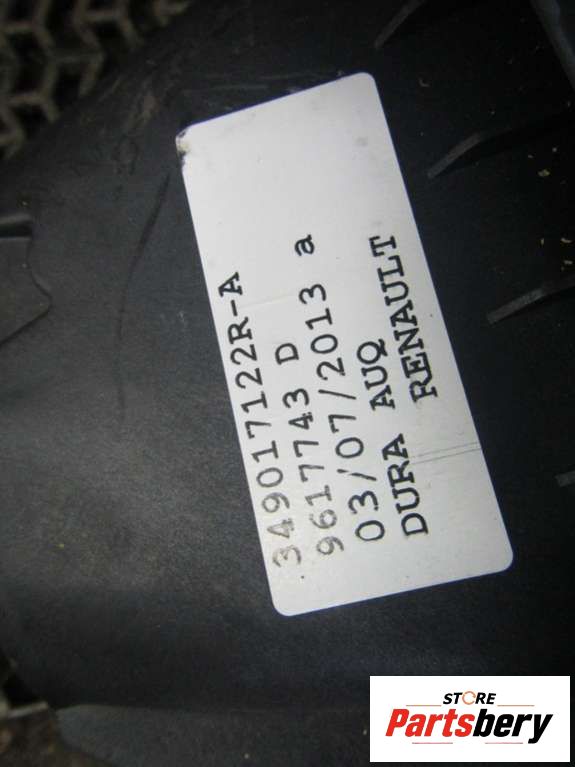 349017122R-A
9617743 D
03/07/2013 a
DURA AUQ
RENAULT
STORE
Partsbery